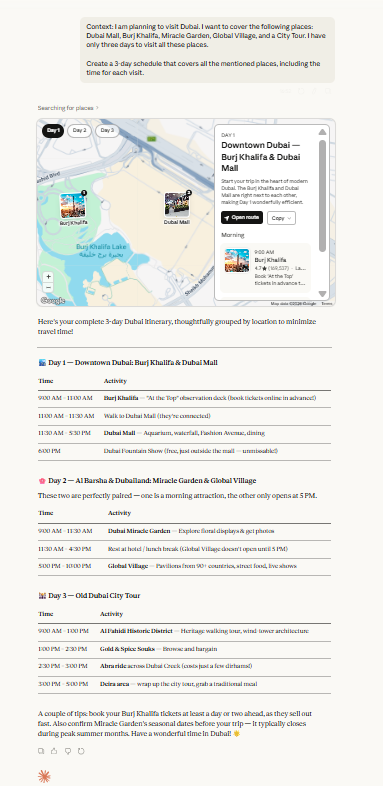 Context: I am planning to visit Dubai. I want to cover the following places:
Dubai Mall, Burj Khalifa, Miracle Garden, Global Village, and a City Tour. I have
only three days to visit all these places.
Create a 3-day schedule that covers all the mentioned places, including the
time for each visit.
Searching for places
Day 1
Day 2
Day 3
Burj Khalifa
Dubai Mall
Burj Khalifa Lake
بحيرة برج خليفة
Google
DAY 1
Downtown Dubai —
Burj Khalifa & Dubai
Mall
Start your trip in the heart of modern
Dubai. The Burj Khalifa and Dubai
Mall are right next to each other,
making Day 1 wonderfully efficient.
Open route
Copy
Morning
9:00 AM
Burj Khalifa
Book 'At the Top'
tickets in advance t...
Map data ©2026 Google Terms
Here's your complete 3-day Dubai itinerary, thoughtfully grouped by location to minimize
travel time!
🏙️ Day 1 — Downtown Dubai: Burj Khalifa & Dubai Mall
Time Activity
9:00 AM - 11:00 AM Burj Khalifa — "At the Top" observation deck (book tickets online in advance!)
11:00 AM - 11:30 AM Walk to Dubai Mall (they're connected)
11:30 AM - 5:30 PM Dubai Mall — Aquarium, waterfall, Fashion Avenue, dining
6:00 PM Dubai Fountain Show (free, just outside the mall — unmissable!)
🌸 Day 2 — Al Barsha & Dubailand: Miracle Garden & Global Village
These two are perfectly paired — one is a morning attraction, the other only opens at 5 PM.
Time Activity
9:00 AM - 11:30 AM Dubai Miracle Garden — Explore floral displays & get photos
11:30 AM - 4:30 PM Rest at hotel / lunch break (Global Village doesn't open until 5 PM)
5:00 PM - 10:00 PM Global Village — Pavilions from 90+ countries, street food, live shows
🕌 Day 3 — Old Dubai City Tour
Time Activity
9:00 AM - 1:00 PM Al Fahidi Historic District — Heritage walking tour, wind-tower architecture
1:00 PM - 2:30 PM Gold & Spice Souks — Browse and bargain
2:30 PM - 3:00 PM Abra ride across Dubai Creek (costs just a few dirhams!)
3:00 PM - 5:00 PM Deira area — wrap up the city tour, grab a traditional meal
A couple of tips: book your Burj Khalifa tickets at least a day or two ahead, as they sell out
fast. Also confirm Miracle Garden's seasonal dates before your trip — it typically closes
during peak summer months. Have a wonderful time in Dubai! 🌟